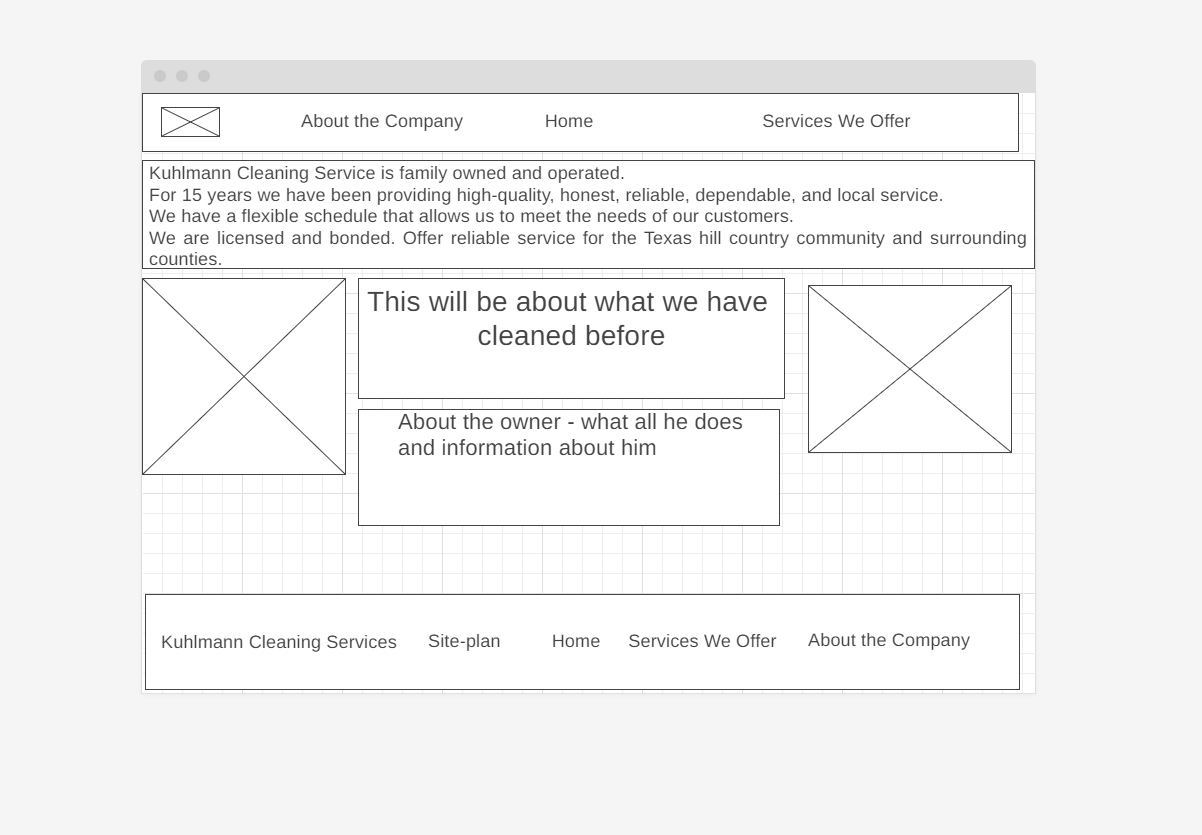 About the Company Home Services We Offer
Kuhlmann Cleaning Service is family owned and operated.
For 15 years we have been providing high-quality, honest, reliable, dependable, and local service.
We have a flexible schedule that allows us to meet the needs of our customers.
We are licensed and bonded. Offer reliable service for the Texas hill country community and surrounding
counties.
This will be about what we have
cleaned before
About the owner - what all he does
and information about him
Kuhlmann Cleaning Services Site-plan Home Services We Offer About the Company